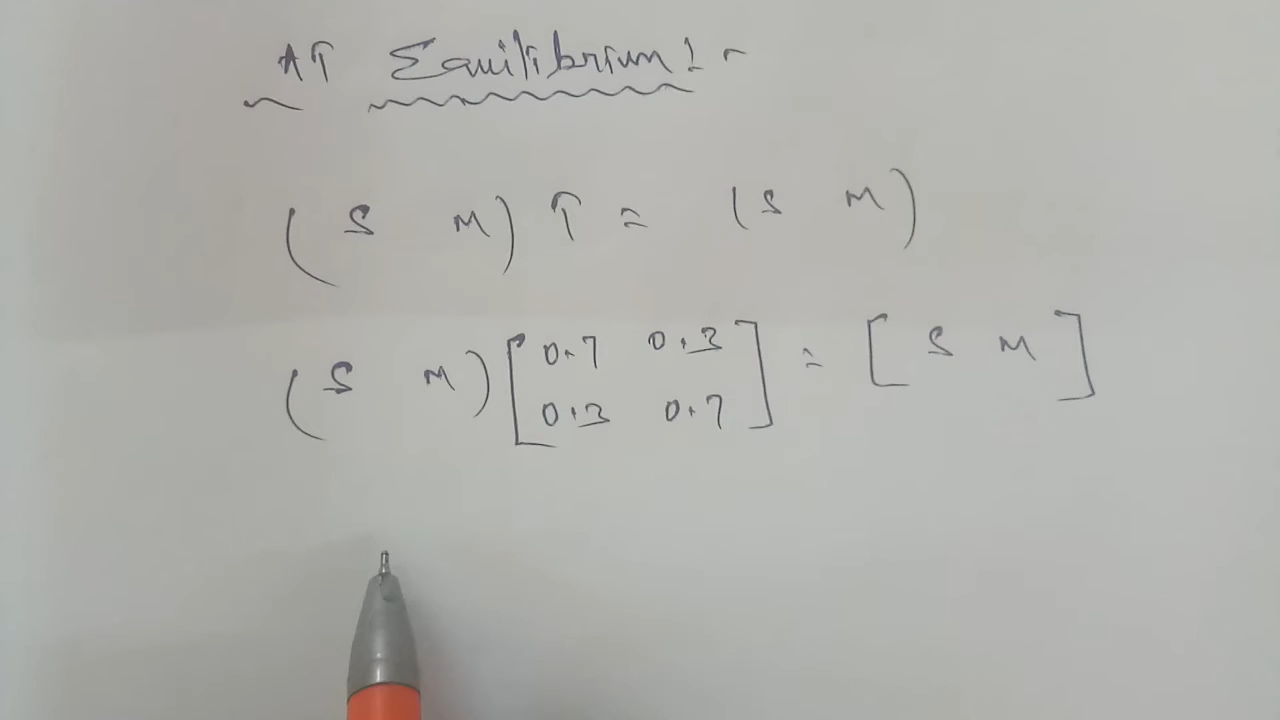 AT Equilibrium :-
( S M ) T = ( S M )
( S M ) [ 0.7 0.3 ] = [ S M ]
[ 0.3 0.7 ]